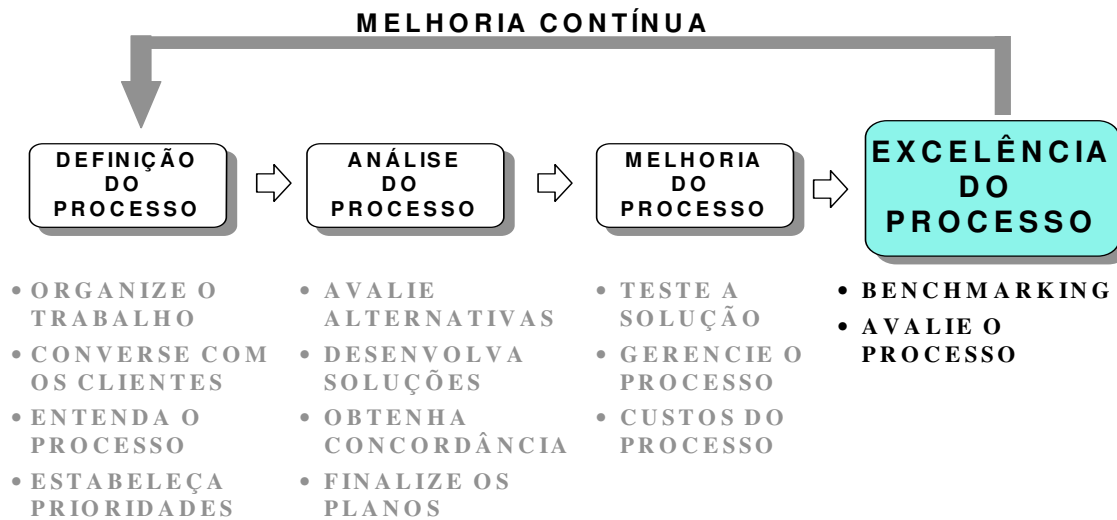 MELHORIA CONTÍNUA
DEFINIÇÃO
DO
PROCESSO
ANÁLISE
DO
PROCESSO
MELHORIA
DO
PROCESSO
EXCELÊNCIA
DO
PROCESSO
• ORGANIZE O
TRABALHO
• CONVERSE COM
OS CLIENTES
• ENTENDA O
PROCESSO
• ESTABELEÇA
PRIORIDADES
• AVALIE
ALTERNATIVAS
• DESENVOLVA
SOLUÇÕES
• OBTENHA
CONCORDÂNCIA
• FINALIZE OS
PLANOS
• TESTE A
SOLUÇÃO
• GERENCIE O
PROCESSO
• CUSTOS DO
PROCESSO
• BENCHMARKING
• AVALIE O
PROCESSO